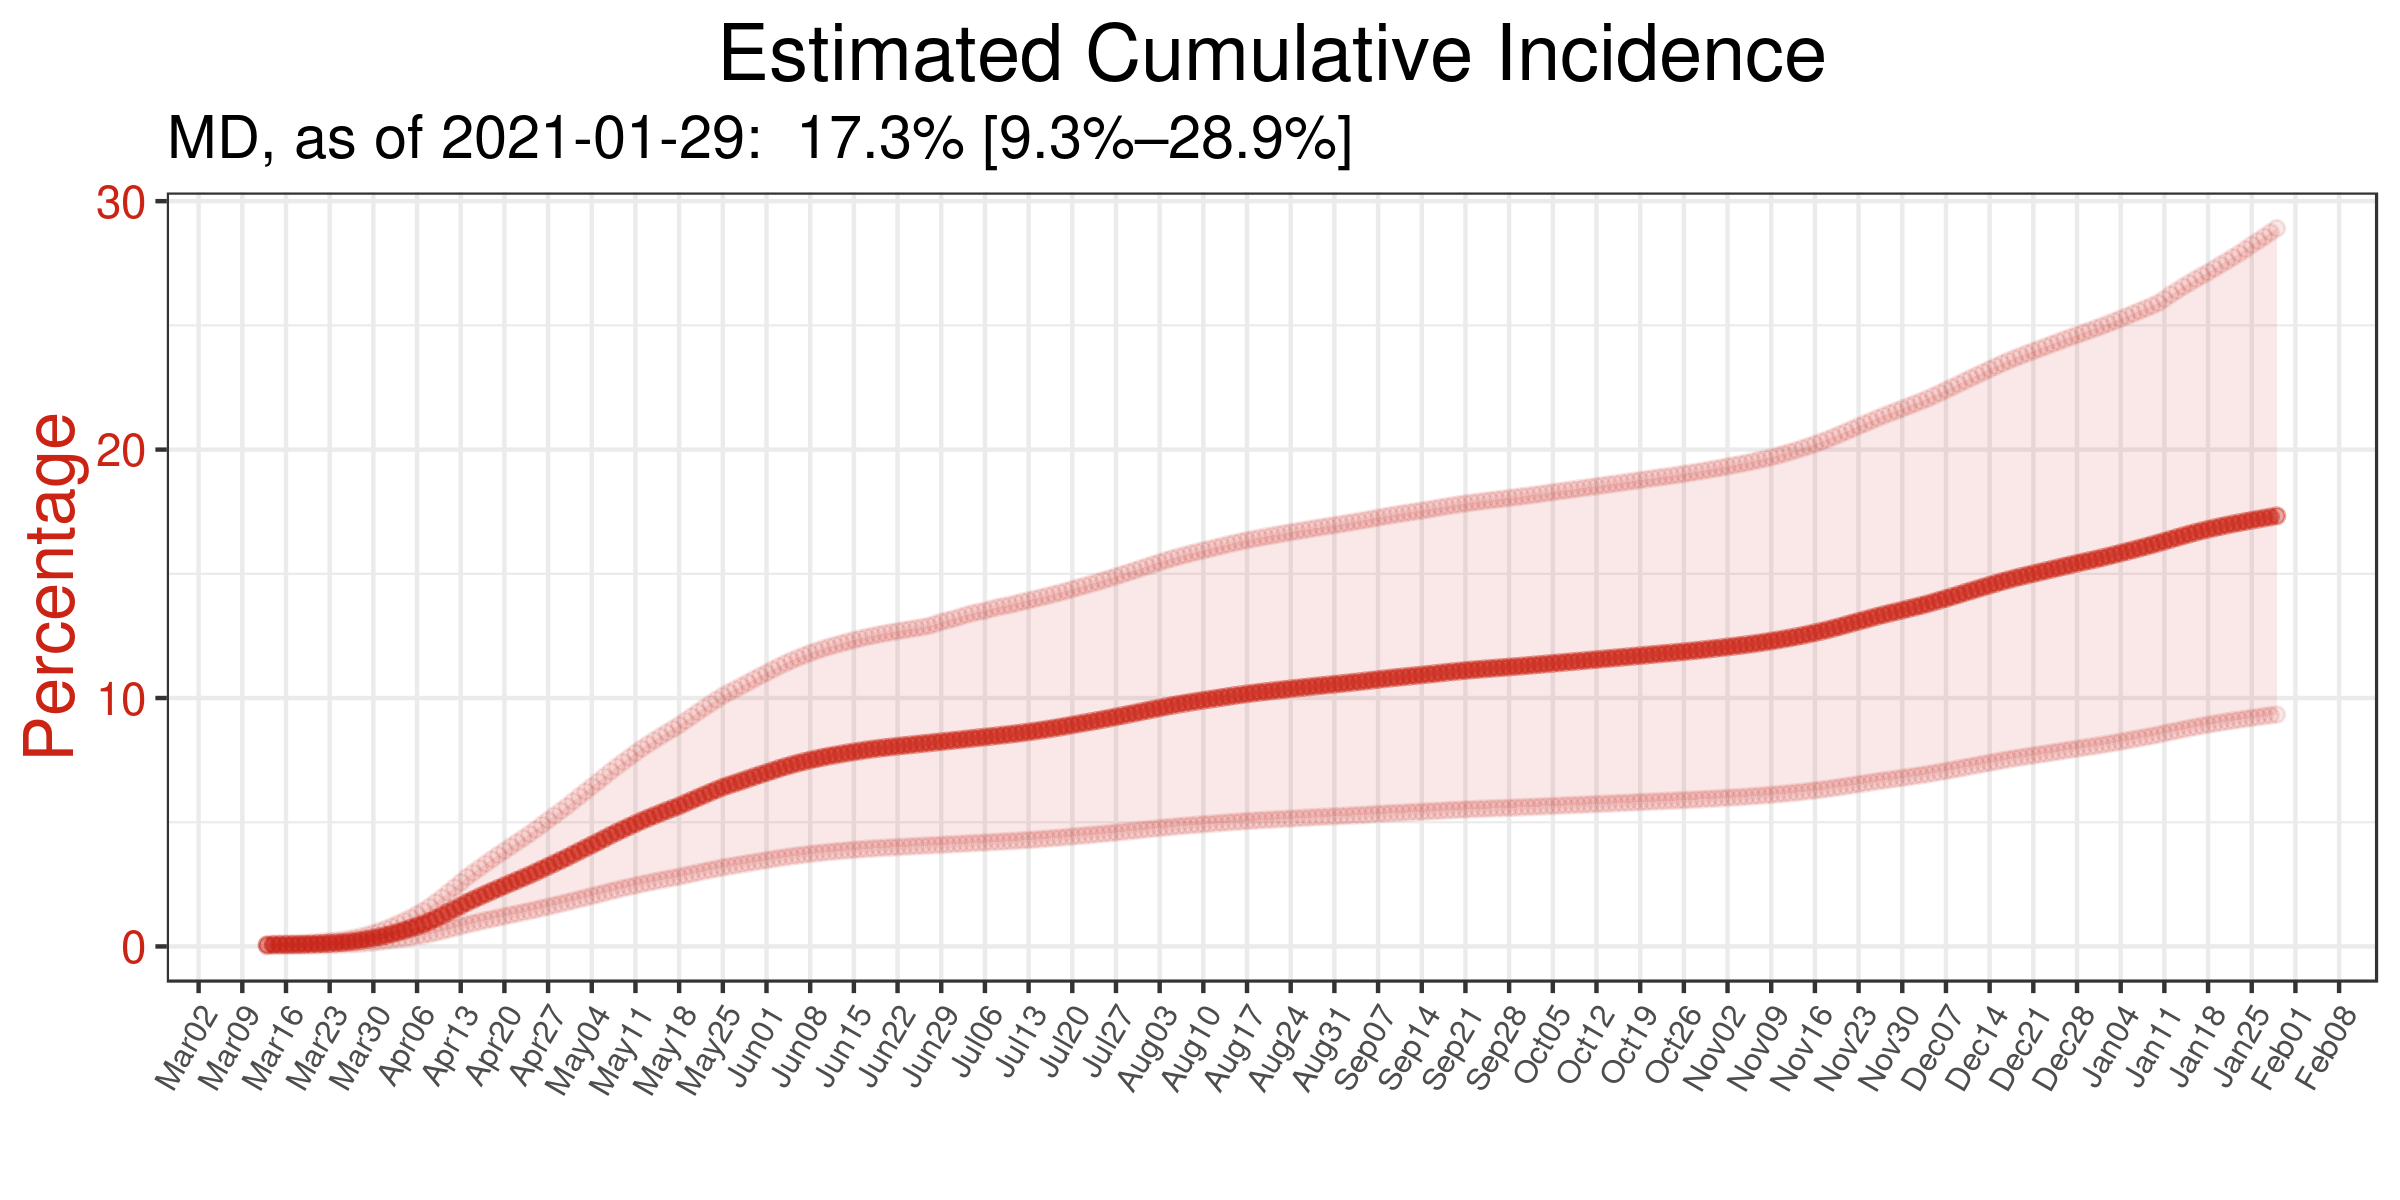 Estimated Cumulative Incidence
MD, as of 2021-01-29:  17.3% [9.3%–28.9%]
Percentage
30
20
10
0
Mar02
Mar09
Mar16
Mar23
Mar30
Apr06
Apr13
Apr20
Apr27
May04
May11
May18
May25
Jun01
Jun08
Jun15
Jun22
Jun29
Jul06
Jul13
Jul20
Jul27
Aug03
Aug10
Aug17
Aug24
Aug31
Sep07
Sep14
Sep21
Sep28
Oct05
Oct12
Oct19
Oct26
Nov02
Nov09
Nov16
Nov23
Nov30
Dec07
Dec14
Dec21
Dec28
Jan04
Jan11
Jan18
Jan25
Feb01
Feb08